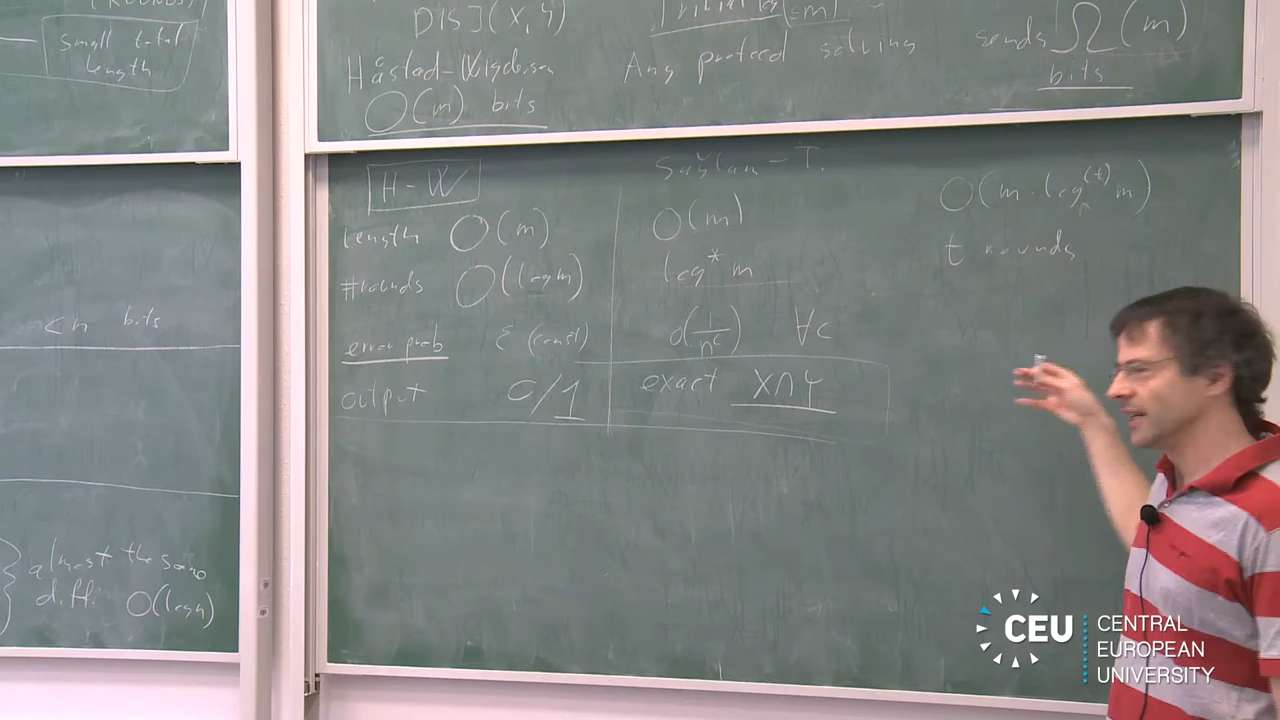 small total
length
< n bits
almost the same
diff. O(log n)
DISJ(X, Y)
Håstad-Wigderson
O(m) bits
Any protocol solving
sends Ω(m)
bits
H-W
Sağlam-T.
length O(m) O(m)
#rounds O(log m) log* m
error prob ε (const) o(1/n^c) ∀c
output 0/1 exact X∩Y
O(m · log^(t) m)
t rounds
CEU CENTRAL
EUROPEAN
UNIVERSITY